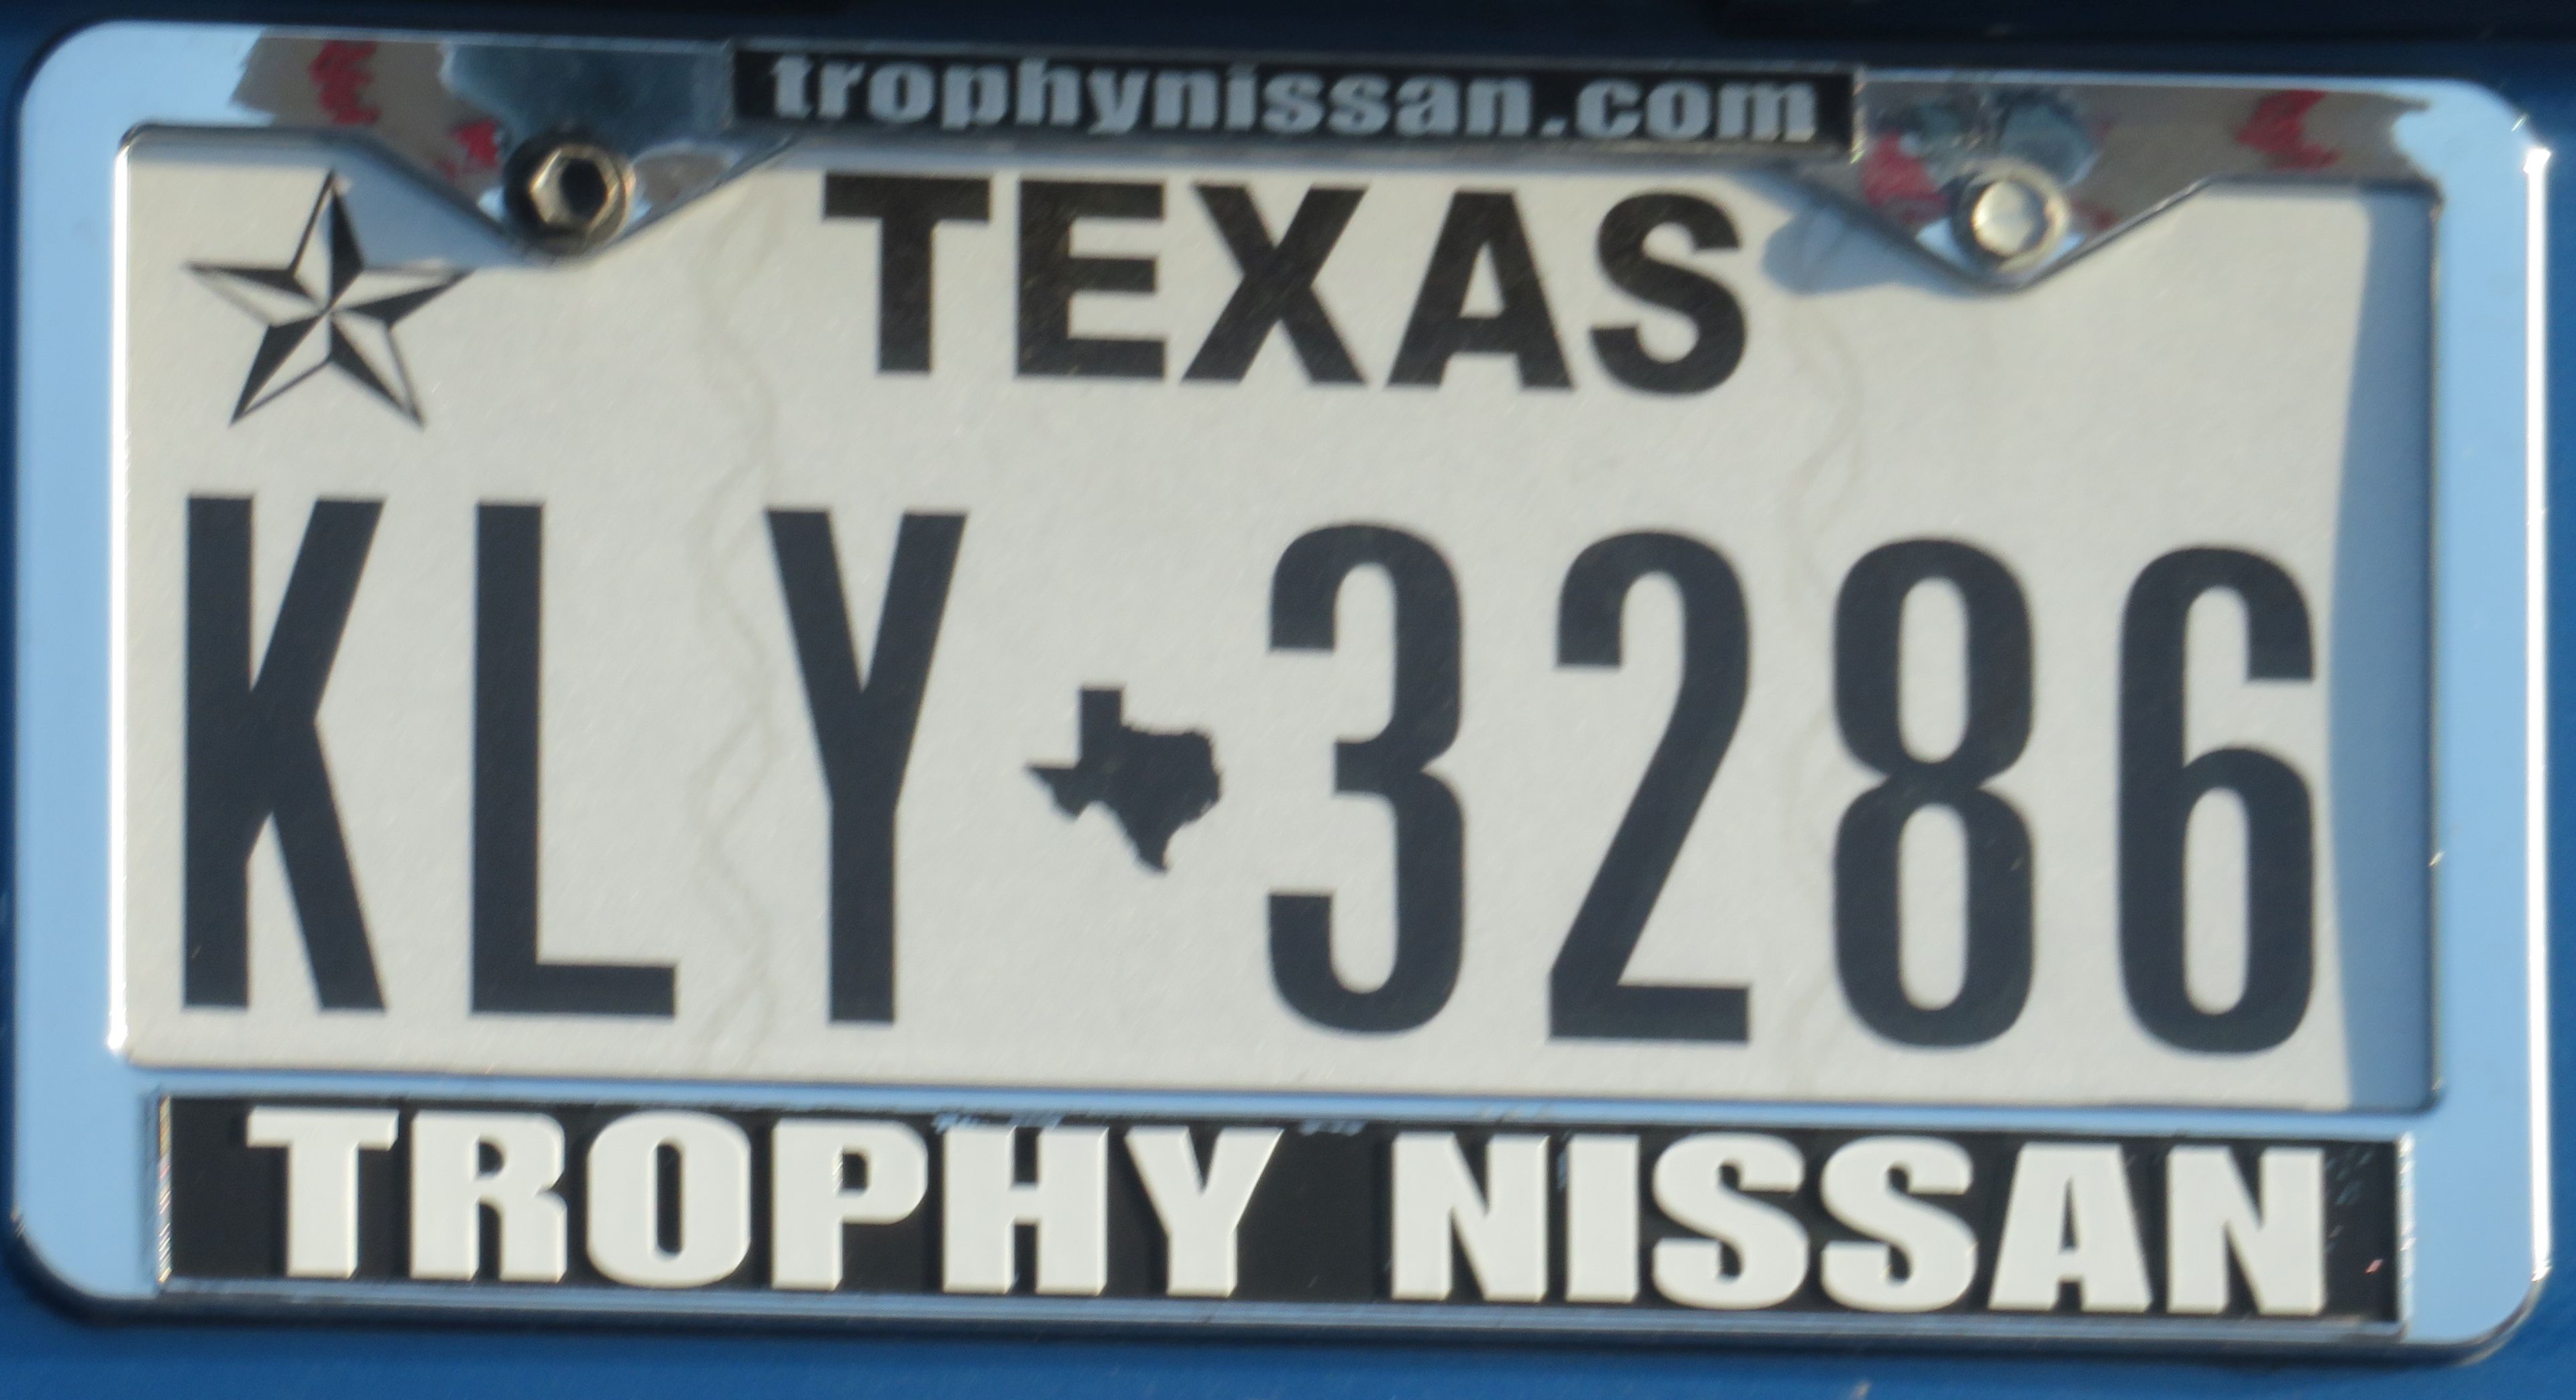 trophynissan.com
TEXAS
KLY 3286
TROPHY NISSAN